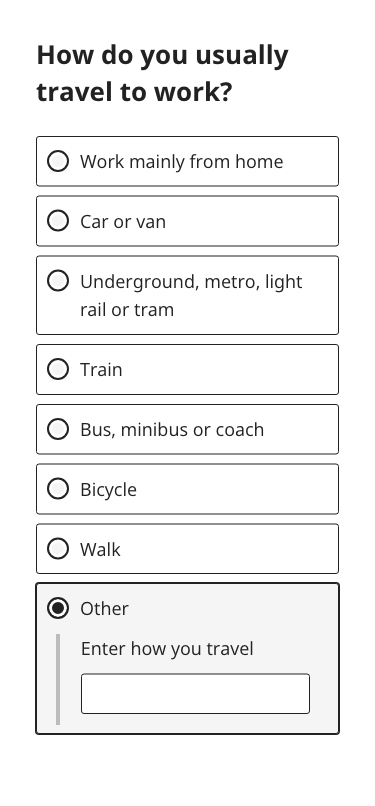 How do you usually
travel to work?
Work mainly from home
Car or van
Underground, metro, light
rail or tram
Train
Bus, minibus or coach
Bicycle
Walk
Other
Enter how you travel